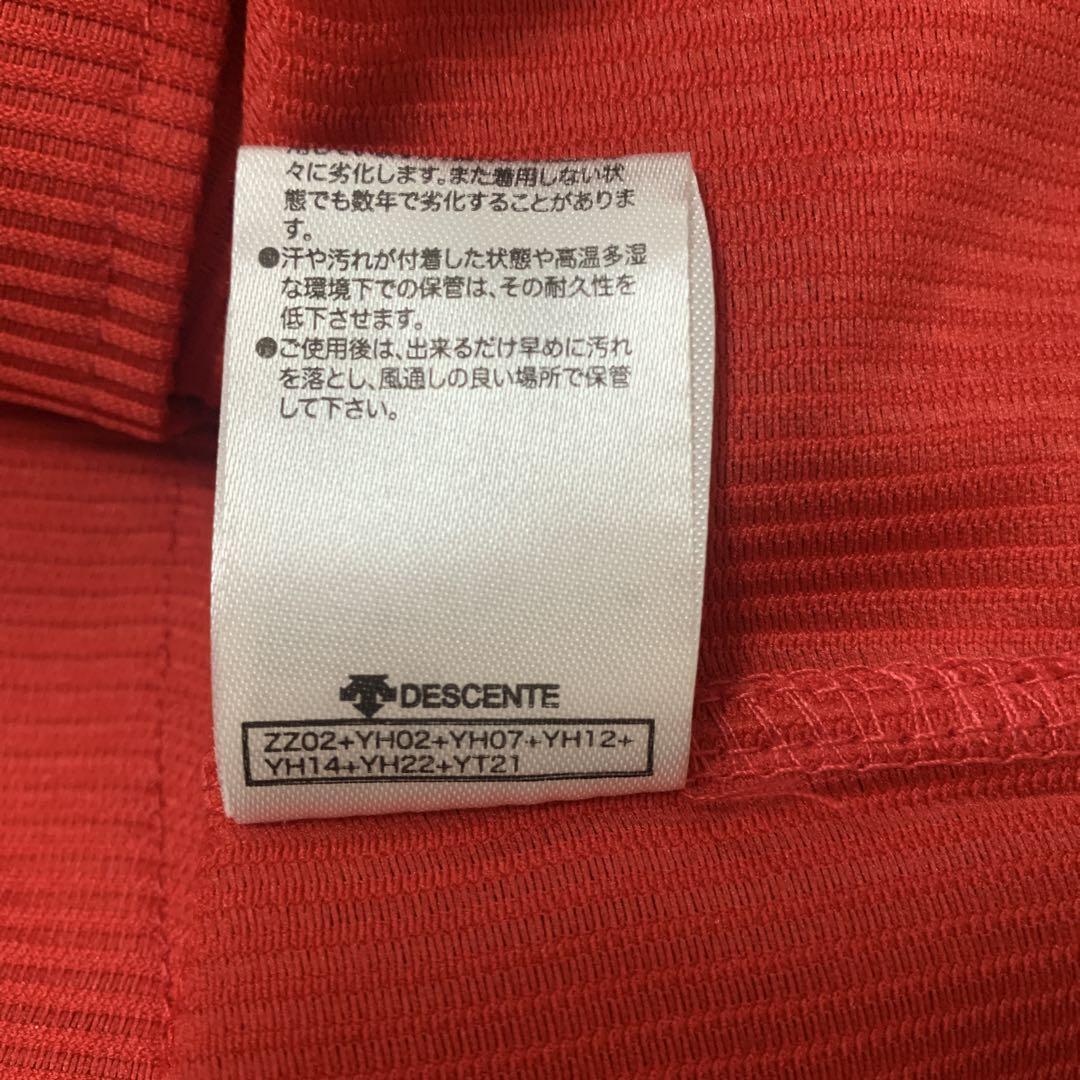 々に劣化します。また着用しない状
態でも数年で劣化することがありま
す。
●汗や汚れが付着した状態や高温多湿
な環境下での保管は、その耐久性を
低下させます。
●ご使用後は、出来るだけ早めに汚れ
を落とし、風通しの良い場所で保管
して下さい。
DESCENTE
ZZ02+YH02+YH07+YH12+
YH14+YH22+YT21